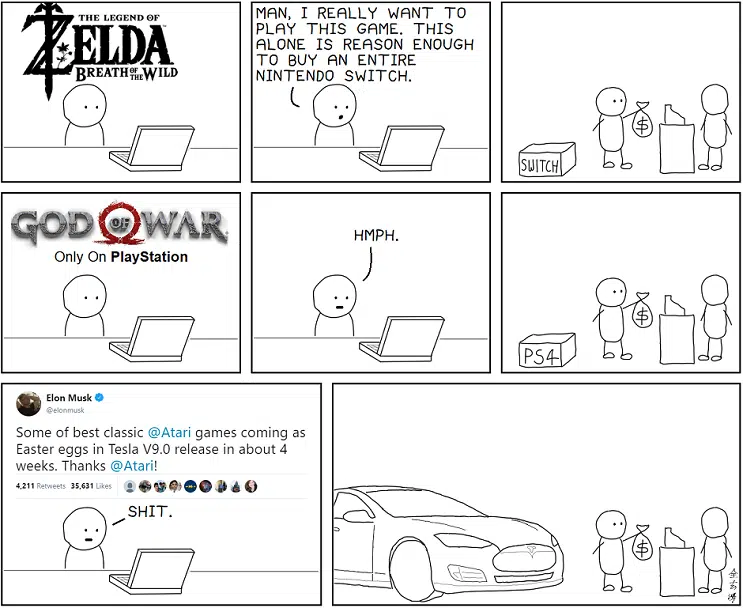 THE LEGEND OF
ZELDA
BREATH OF THE WILD
MAN, I REALLY WANT TO
PLAY THIS GAME. THIS
ALONE IS REASON ENOUGH
TO BUY AN ENTIRE
NINTENDO SWITCH.
SWITCH
$
GOD OF WAR
Only On PlayStation
HMPH.
PS4
$
Elon Musk
@elonmusk
Some of best classic @Atari games coming as
Easter eggs in Tesla V9.0 release in about 4
weeks. Thanks @Atari!
4,211 Retweets 35,631 Likes
SHIT.
$